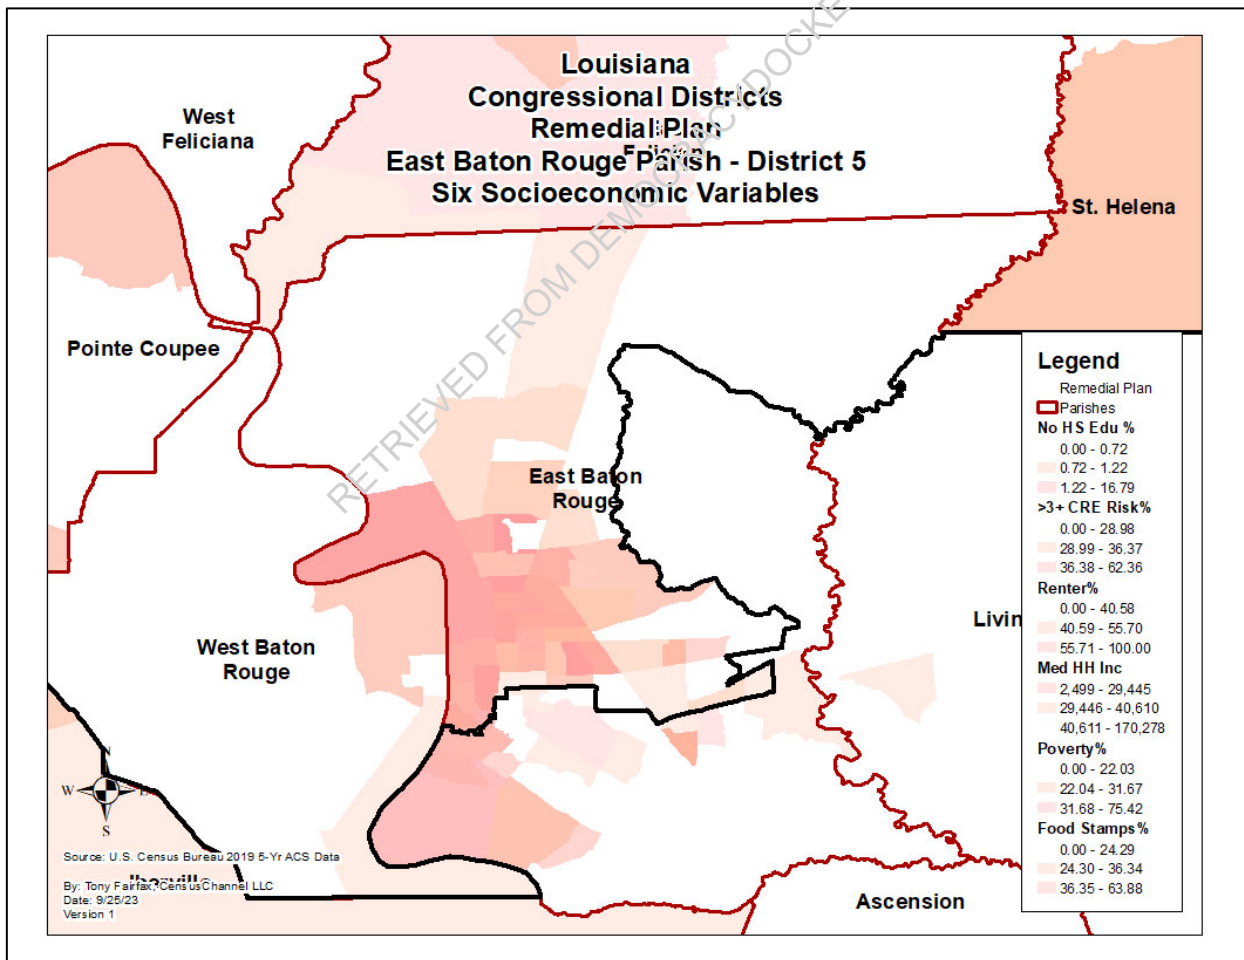 Louisiana
Congressional Districts
Remedial Plan
East Baton Rouge Parish - District 5
Six Socioeconomic Variables
West
Feliciana
St. Helena
Pointe Coupee
East Baton
Rouge
West Baton
Rouge
Livin
Ascension
RETRIEVED FROM DEMOCRACYDOCKE
Legend
Remedial Plan
Parishes
No HS Edu %
0.00 - 0.72
0.72 - 1.22
1.22 - 16.79
>3+ CRE Risk%
0.00 - 28.98
28.99 - 36.37
36.38 - 62.36
Renter%
0.00 - 40.58
40.59 - 55.70
55.71 - 100.00
Med HH Inc
2,499 - 29,445
29,446 - 40,610
40,611 - 170,278
Poverty%
0.00 - 22.03
22.04 - 31.67
31.68 - 75.42
Food Stamps%
0.00 - 24.29
24.30 - 36.34
36.35 - 63.88
N
W E
S
Source: U.S. Census Bureau 2019 5-Yr ACS Data
Iberville
By: Tony Fairfax, CensusChannel LLC
Date: 9/25/23
Version 1